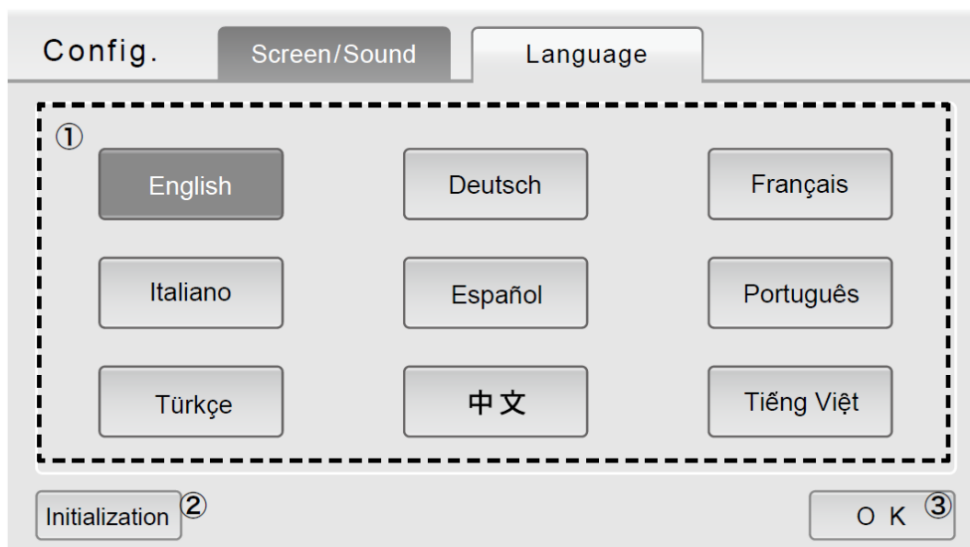 Config. Screen/Sound Language
①
English Deutsch Français
Italiano Español Português
Türkçe 中文 Tiếng Việt
Initialization ② O K ③